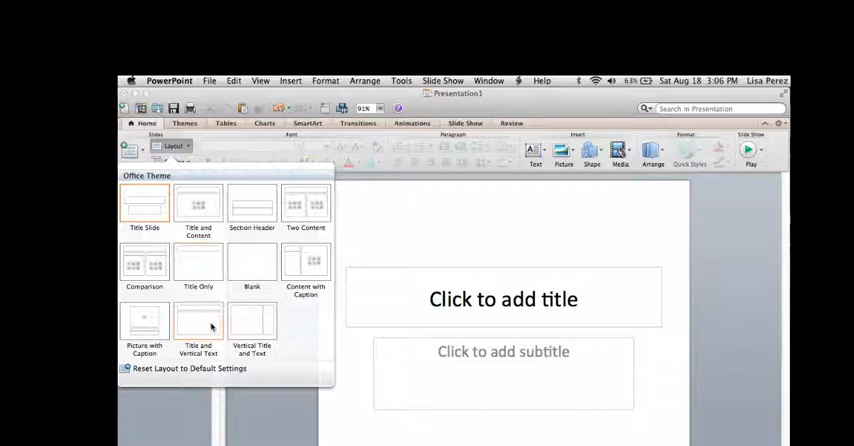 PowerPoint File Edit View Insert Format Arrange Tools Slide Show Window Help 63% Sat Aug 18 3:06 PM Lisa Perez
Presentation1
91% Search in Presentation
Home Themes Tables Charts SmartArt Transitions Animations Slide Show Review
Slides Font Paragraph Insert Format Slide Show
Layout
Text Picture Shape Media Arrange Quick Styles Play
Office Theme
Title Slide
Title and Content
Section Header
Two Content
Comparison
Title Only
Blank
Content with Caption
Picture with Caption
Title and Vertical Text
Vertical Title and Text
Reset Layout to Default Settings
Click to add title
Click to add subtitle